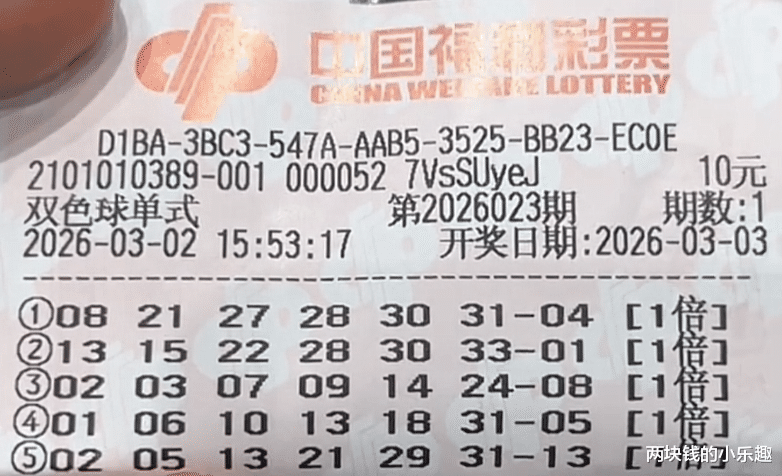 中国福利彩票
CHINA WELFARE LOTTERY
D1BA-3BC3-547A-AAB5-3525-BB23-EC0E
2101010389-001 000052 7VsSUyeJ 10元
双色球单式 第2026023期 期数:1
2026-03-02 15:53:17 开奖日期:2026-03-03
①08 21 27 28 30 31-04 [1倍]
②13 15 22 28 30 33-01 [1倍]
③02 03 07 09 14 24-08 [1倍]
④01 06 10 13 18 31-05 [1倍]
⑤02 05 13 21 29 31-13 [1倍]
两块钱的小乐趣